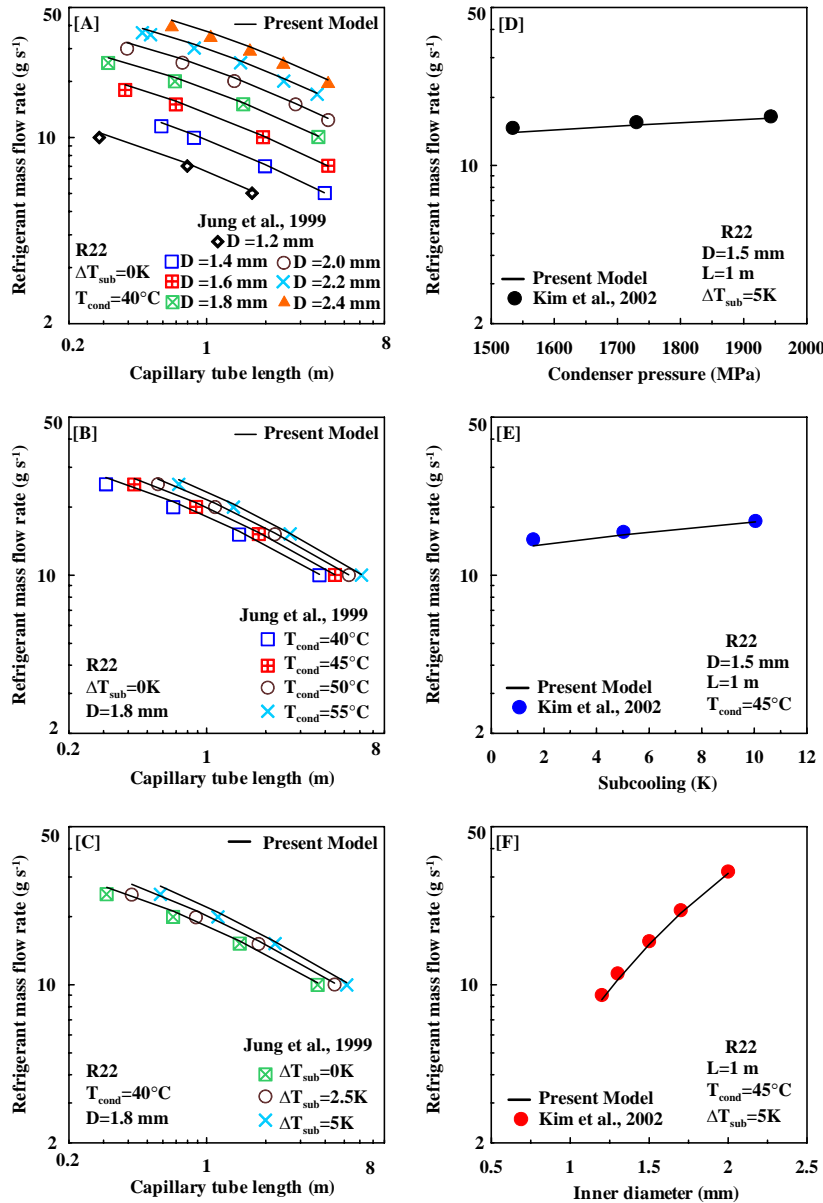 [A]
Present Model
50
10
2
Refrigerant mass flow rate (g s-1)
Jung et al., 1999
D =1.2 mm
R22
ΔTsub=0K
Tcond=40°C
D =1.4 mm
D =1.6 mm
D =1.8 mm
D =2.0 mm
D =2.2 mm
D =2.4 mm
0.2 1 8
Capillary tube length (m)
[B]
Present Model
50
10
2
Refrigerant mass flow rate (g s-1)
Jung et al., 1999
Tcond=40°C
Tcond=45°C
Tcond=50°C
Tcond=55°C
R22
ΔTsub=0K
D=1.8 mm
0.2 1 8
Capillary tube length (m)
[C]
Present Model
50
10
2
Refrigerant mass flow rate (g s-1)
Jung et al., 1999
ΔTsub=0K
ΔTsub=2.5K
ΔTsub=5K
R22
Tcond=40°C
D=1.8 mm
0.2 1 8
Capillary tube length (m)
[D]
50
10
2
Refrigerant mass flow rate (g s-1)
R22
D=1.5 mm
L=1 m
ΔTsub=5K
Present Model
Kim et al., 2002
1500 1600 1700 1800 1900 2000
Condenser pressure (MPa)
[E]
50
10
2
Refrigerant mass flow rate (g s-1)
R22
D=1.5 mm
L=1 m
Tcond=45°C
Present Model
Kim et al., 2002
0 2 4 6 8 10 12
Subcooling (K)
[F]
50
10
2
Refrigerant mass flow rate (g s-1)
R22
L=1 m
Tcond=45°C
ΔTsub=5K
Present Model
Kim et al., 2002
0.5 1 1.5 2 2.5
Inner diameter (mm)